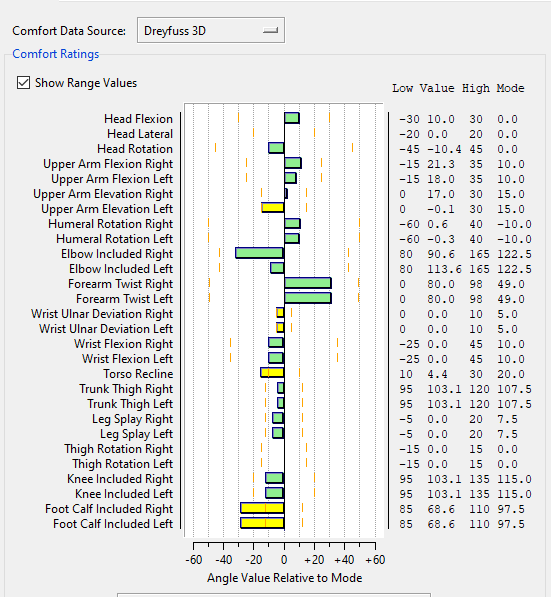 Comfort Data Source: Dreyfuss 3D
Comfort Ratings
Show Range Values
Low Value High Mode
Head Flexion -30 10.0 30 0.0
Head Lateral -20 0.0 20 0.0
Head Rotation -45 -10.4 45 0.0
Upper Arm Flexion Right -15 21.3 35 10.0
Upper Arm Flexion Left -15 18.0 35 10.0
Upper Arm Elevation Right 0 17.0 30 15.0
Upper Arm Elevation Left 0 -0.1 30 15.0
Humeral Rotation Right -60 0.6 40 -10.0
Humeral Rotation Left -60 -0.3 40 -10.0
Elbow Included Right 80 90.6 165 122.5
Elbow Included Left 80 113.6 165 122.5
Forearm Twist Right 0 80.0 98 49.0
Forearm Twist Left 0 80.0 98 49.0
Wrist Ulnar Deviation Right 0 0.0 10 5.0
Wrist Ulnar Deviation Left 0 0.0 10 5.0
Wrist Flexion Right -25 0.0 45 10.0
Wrist Flexion Left -25 0.0 45 10.0
Torso Recline 10 4.4 30 20.0
Trunk Thigh Right 95 103.1 120 107.5
Trunk Thigh Left 95 103.1 120 107.5
Leg Splay Right -5 0.0 20 7.5
Leg Splay Left -5 0.0 20 7.5
Thigh Rotation Right -15 0.0 15 0.0
Thigh Rotation Left -15 0.0 15 0.0
Knee Included Right 95 103.1 135 115.0
Knee Included Left 95 103.1 135 115.0
Foot Calf Included Right 85 68.6 110 97.5
Foot Calf Included Left 85 68.6 110 97.5
-60 -40 -20 0 +20 +40 +60
Angle Value Relative to Mode